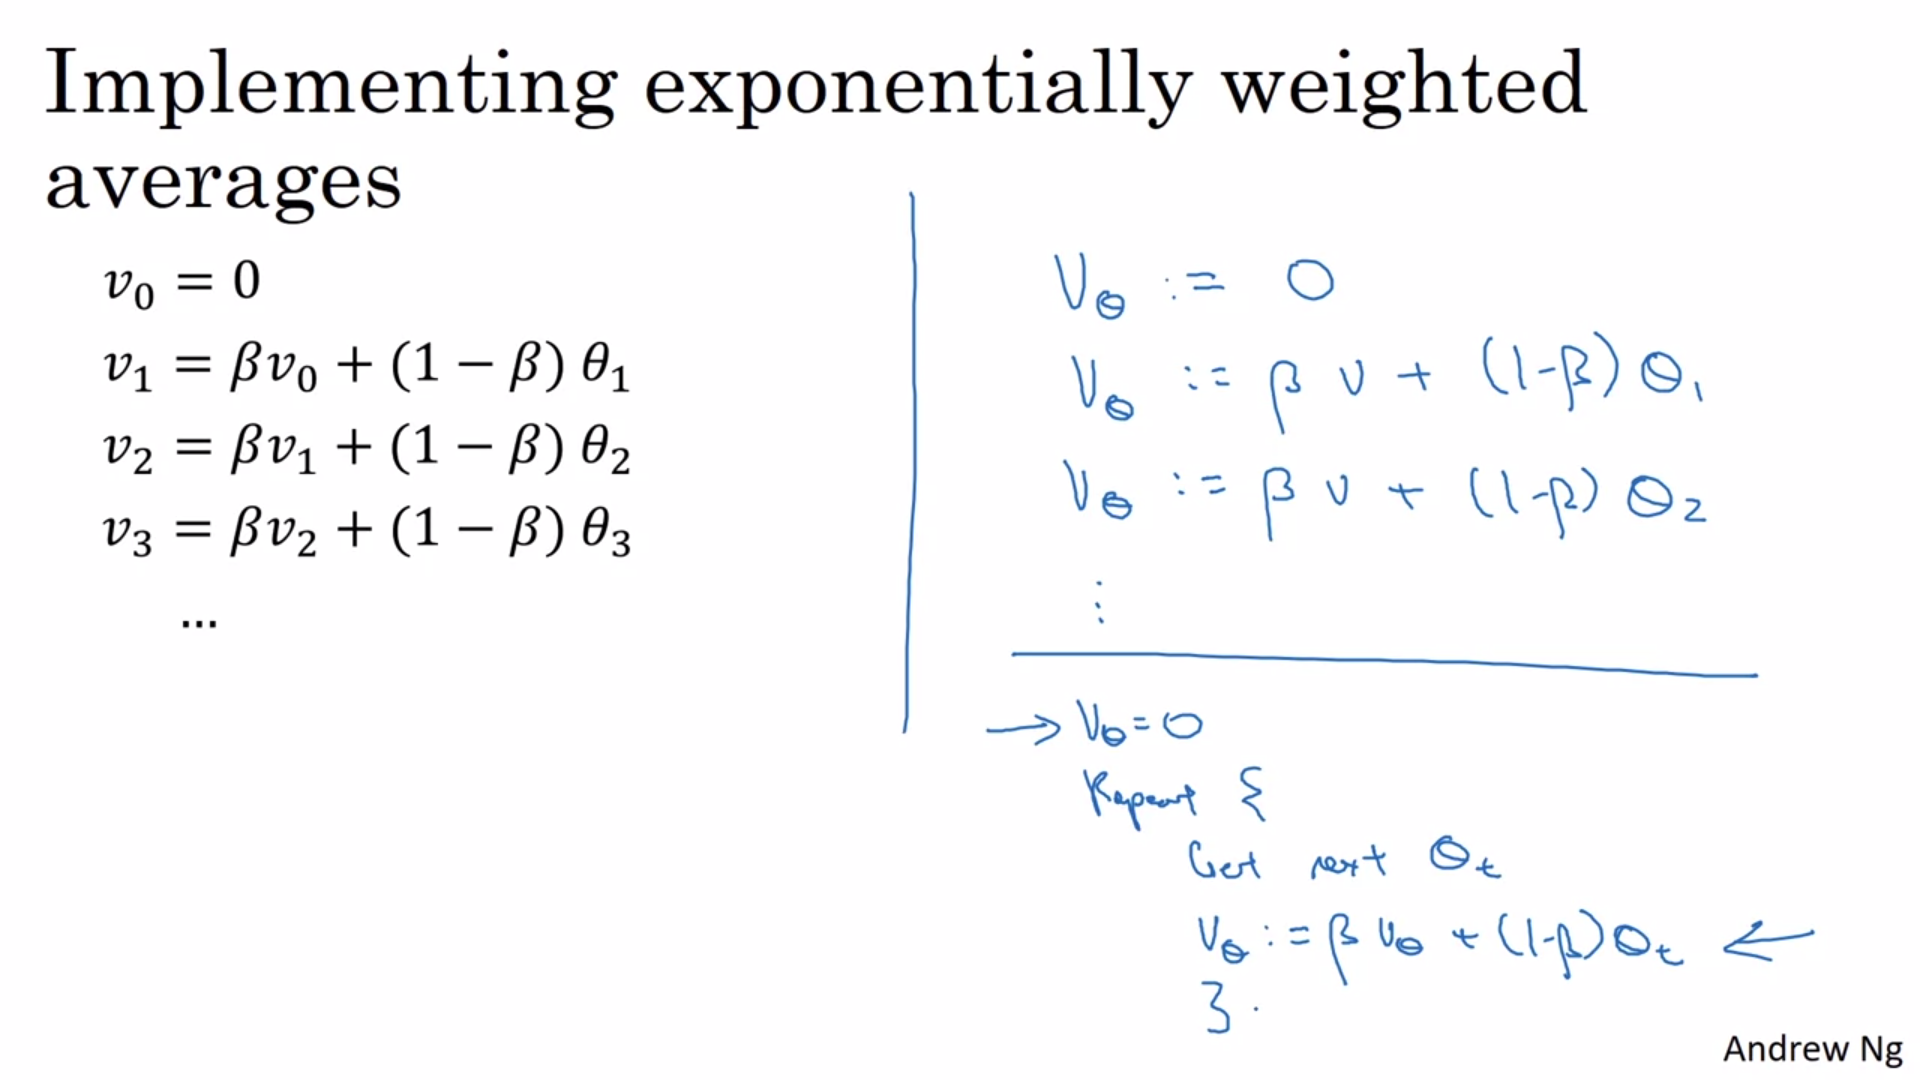 Implementing exponentially weighted
averages
v₀ = 0
v₁ = βv₀ + (1 − β) θ₁
v₂ = βv₁ + (1 − β) θ₂
v₃ = βv₂ + (1 − β) θ₃
...
V_θ := 0
V_θ := β v + (1-β) θ₁
V_θ := β v + (1-β) θ₂
⋮
→ V_θ = 0
Repeat {
Get next θ_t
V_θ := β V_θ + (1-β) θ_t ←
}
Andrew Ng